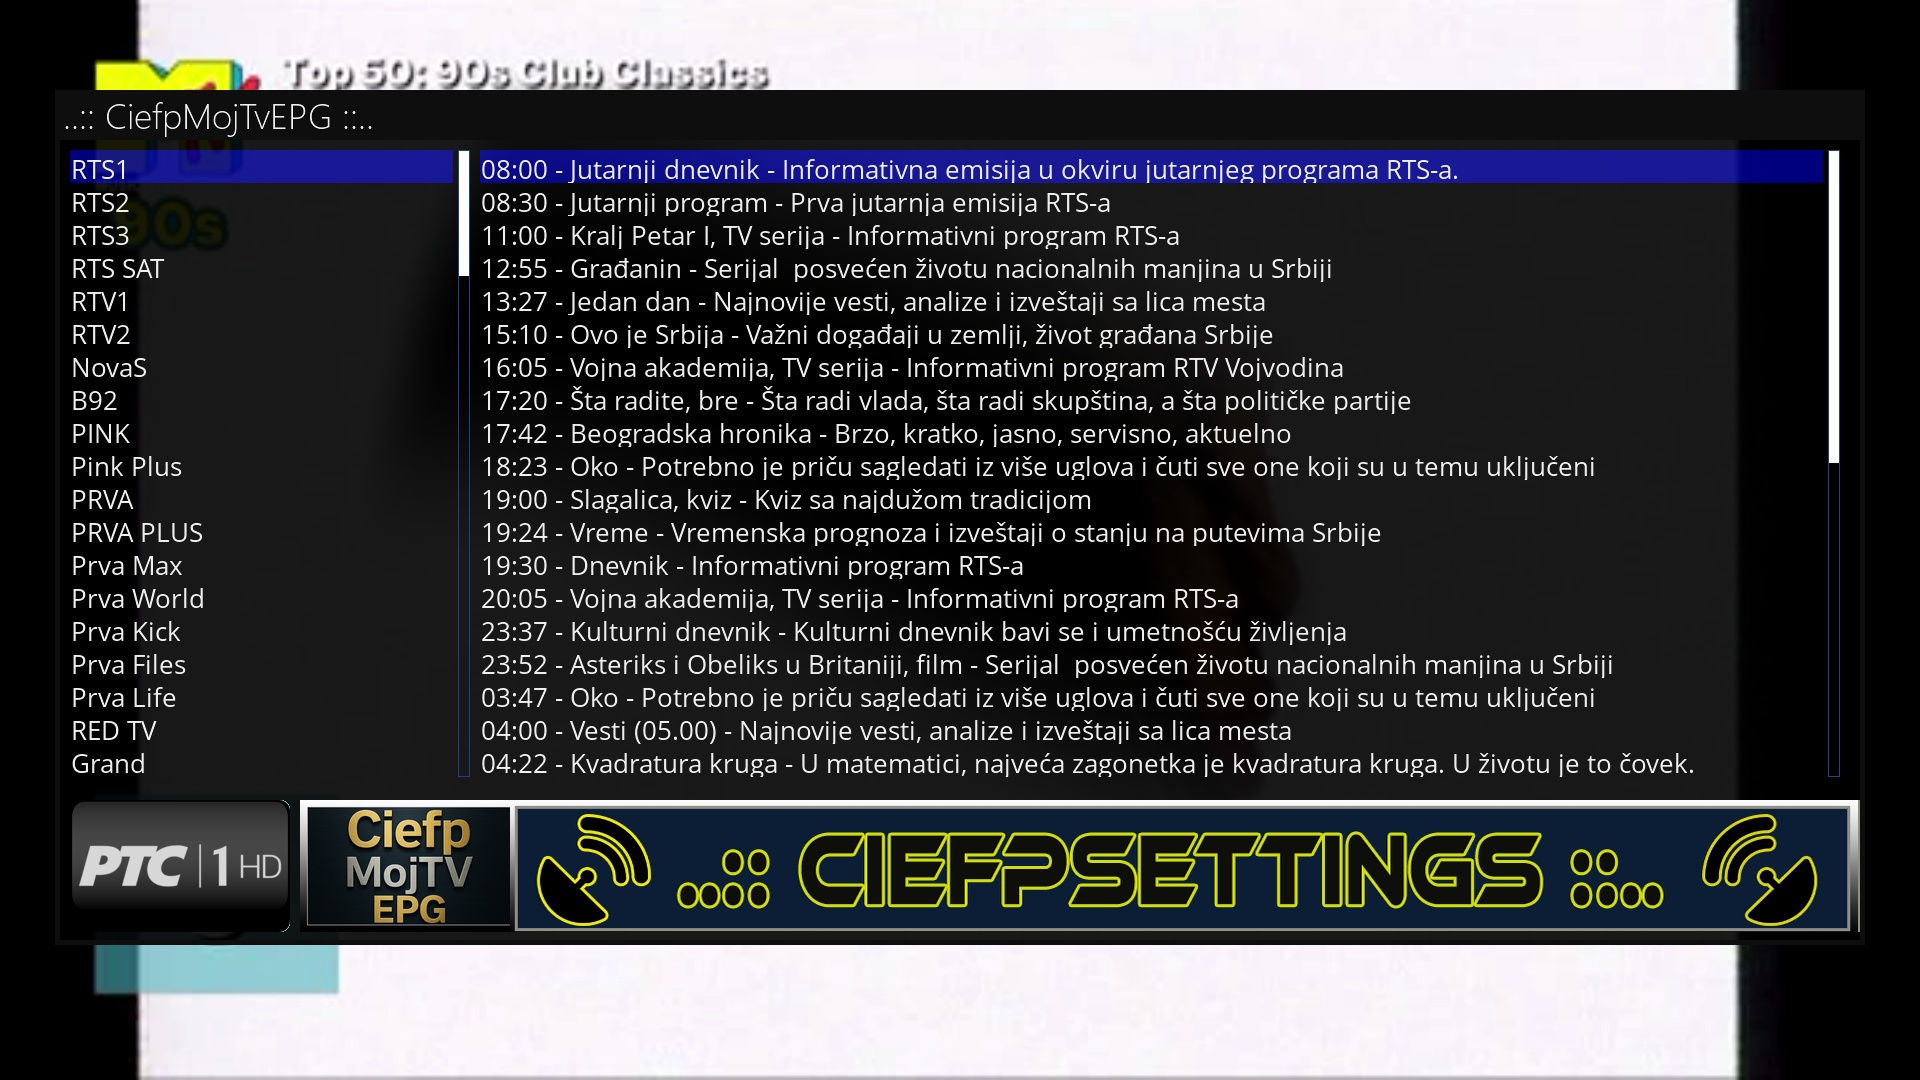 Top 50: 90s Club Classics
..:: CiefpMojTvEPG ::..
RTS1
RTS2
RTS3
RTS SAT
RTV1
RTV2
NovaS
B92
PINK
Pink Plus
PRVA
PRVA PLUS
Prva Max
Prva World
Prva Kick
Prva Files
Prva Life
RED TV
Grand
90s
08:00 - Jutarnji dnevnik - Informativna emisija u okviru jutarnjeg programa RTS-a.
08:30 - Jutarnji program - Prva jutarnja emisija RTS-a
11:00 - Kralj Petar I, TV serija - Informativni program RTS-a
12:55 - Građanin - Serijal  posvećen životu nacionalnih manjina u Srbiji
13:27 - Jedan dan - Najnovije vesti, analize i izveštaji sa lica mesta
15:10 - Ovo je Srbija - Važni događaji u zemlji, život građana Srbije
16:05 - Vojna akademija, TV serija - Informativni program RTV Vojvodina
17:20 - Šta radite, bre - Šta radi vlada, šta radi skupština, a šta političke partije
17:42 - Beogradska hronika - Brzo, kratko, jasno, servisno, aktuelno
18:23 - Oko - Potrebno je priču sagledati iz više uglova i čuti sve one koji su u temu uključeni
19:00 - Slagalica, kviz - Kviz sa najdužom tradicijom
19:24 - Vreme - Vremenska prognoza i izveštaji o stanju na putevima Srbije
19:30 - Dnevnik - Informativni program RTS-a
20:05 - Vojna akademija, TV serija - Informativni program RTS-a
23:37 - Kulturni dnevnik - Kulturni dnevnik bavi se i umetnošću življenja
23:52 - Asteriks i Obeliks u Britaniji, film - Serijal  posvećen životu nacionalnih manjina u Srbiji
03:47 - Oko - Potrebno je priču sagledati iz više uglova i čuti sve one koji su u temu uključeni
04:00 - Vesti (05.00) - Najnovije vesti, analize i izveštaji sa lica mesta
04:22 - Kvadratura kruga - U matematici, najveća zagonetka je kvadratura kruga. U životu je to čovek.
РТС | 1 HD
Ciefp
MojTV
EPG
..:: CIEFPSETTINGS ::..